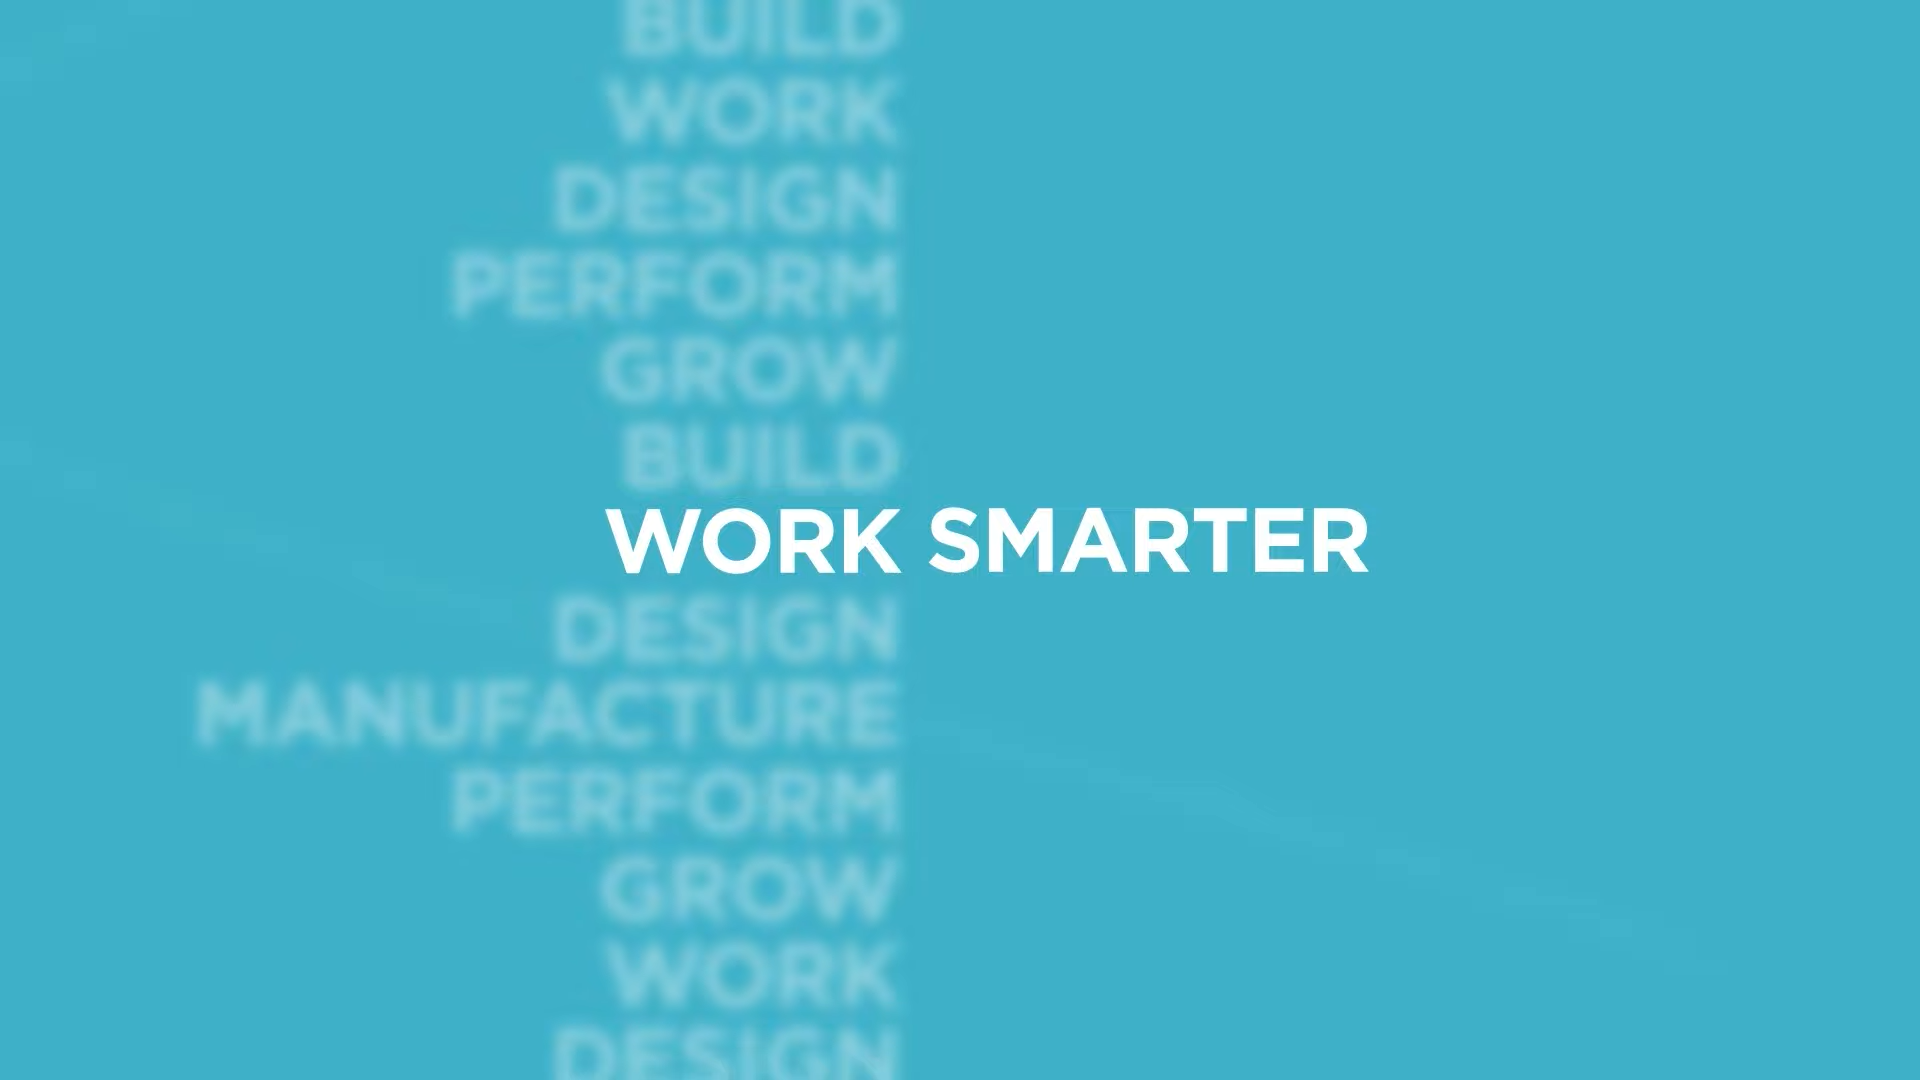 BUILD
WORK
DESIGN
PERFORM
GROW
BUILD
WORK SMARTER
DESIGN
MANUFACTURE
PERFORM
GROW
WORK
DESIGN